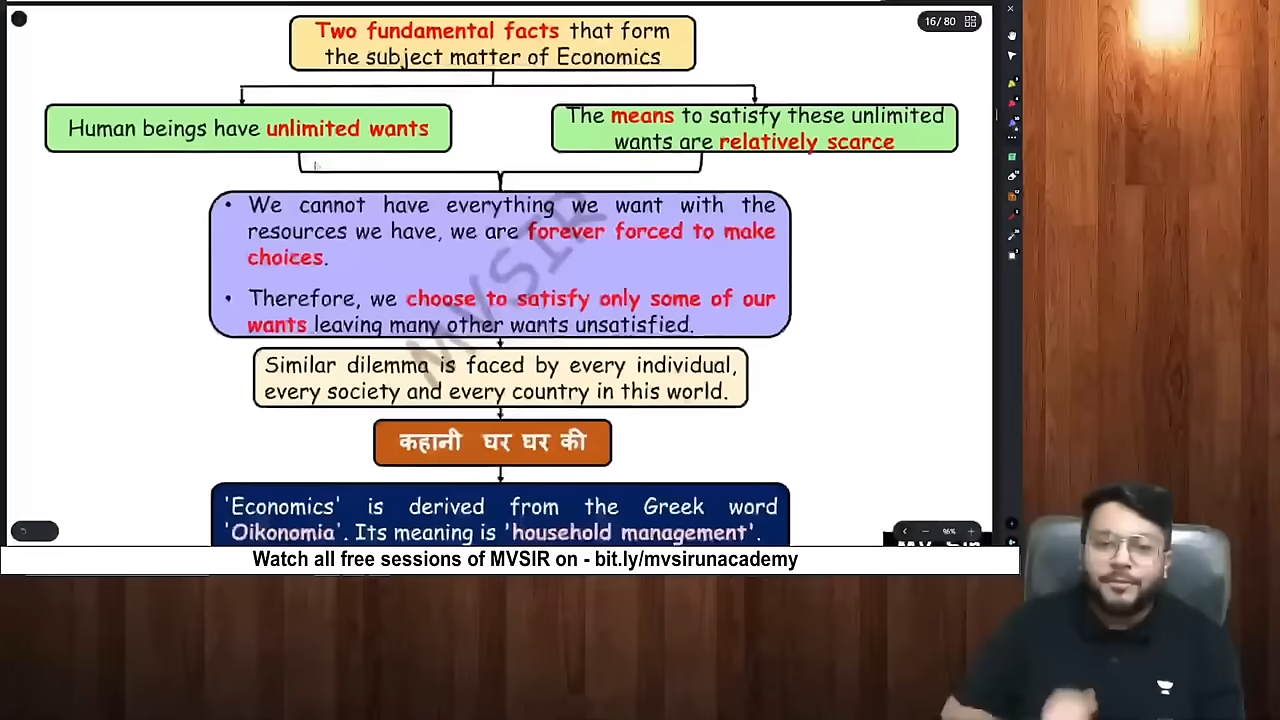 Two fundamental facts that form
the subject matter of Economics
16/80
Human beings have unlimited wants
The means to satisfy these unlimited
wants are relatively scarce
• We cannot have everything we want with the
resources we have, we are forever forced to make
choices.
• Therefore, we choose to satisfy only some of our
wants leaving many other wants unsatisfied.
MVSIR
Similar dilemma is faced by every individual,
every society and every country in this world.
कहानी घर घर की
'Economics' is derived from the Greek word
'Oikonomia'. Its meaning is 'household management'.
96%
Watch all free sessions of MVSIR on - bit.ly/mvsirunacademy